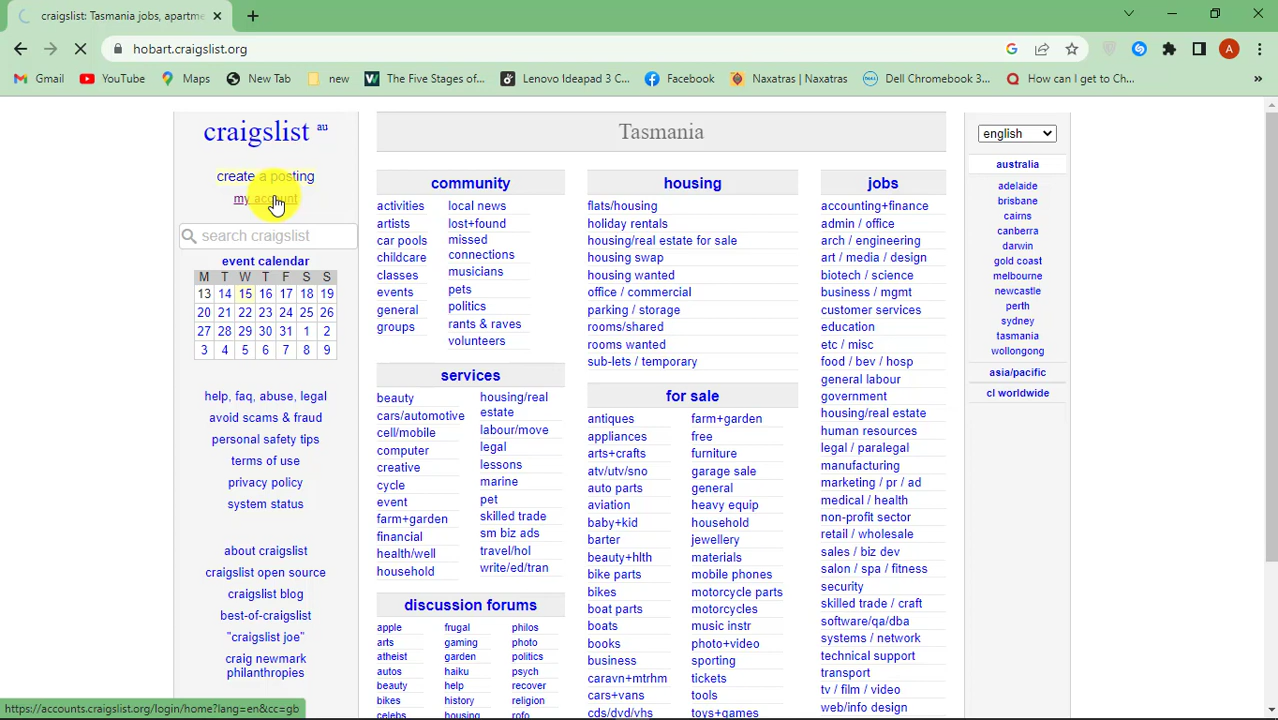 craigslist: Tasmania jobs, apartme
hobart.craigslist.org
A
Gmail
YouTube
Maps
New Tab
new
The Five Stages of...
Lenovo Ideapad 3 C...
Facebook
Naxatras | Naxatras
Dell Chromebook 3...
How can I get to Ch...
»
craigslist au
create a posting
my account
search craigslist
event calendar
M T W T F S S
13 14 15 16 17 18 19
20 21 22 23 24 25 26
27 28 29 30 31 1 2
3 4 5 6 7 8 9
help, faq, abuse, legal
avoid scams & fraud
personal safety tips
terms of use
privacy policy
system status
about craigslist
craigslist open source
craigslist blog
best-of-craigslist
"craigslist joe"
craig newmark
philanthropies
Tasmania
community
activities
artists
car pools
childcare
classes
events
general
groups
local news
lost+found
missed
connections
musicians
pets
politics
rants & raves
volunteers
services
beauty
cars/automotive
cell/mobile
computer
creative
cycle
event
farm+garden
financial
health/well
household
housing/real
estate
labour/move
legal
lessons
marine
pet
skilled trade
sm biz ads
travel/hol
write/ed/tran
discussion forums
apple
arts
atheist
autos
beauty
bikes
celebs
frugal
gaming
garden
haiku
help
history
housing
philos
photo
politics
psych
recover
religion
rofo
housing
flats/housing
holiday rentals
housing/real estate for sale
housing swap
housing wanted
office / commercial
parking / storage
rooms/shared
rooms wanted
sub-lets / temporary
for sale
antiques
appliances
arts+crafts
atv/utv/sno
auto parts
aviation
baby+kid
barter
beauty+hlth
bike parts
bikes
boat parts
boats
books
business
caravn+mtrhm
cars+vans
cds/dvd/vhs
farm+garden
free
furniture
garage sale
general
heavy equip
household
jewellery
materials
mobile phones
motorcycle parts
motorcycles
music instr
photo+video
sporting
tickets
tools
toys+games
jobs
accounting+finance
admin / office
arch / engineering
art / media / design
biotech / science
business / mgmt
customer services
education
etc / misc
food / bev / hosp
general labour
government
housing/real estate
human resources
legal / paralegal
manufacturing
marketing / pr / ad
medical / health
non-profit sector
retail / wholesale
sales / biz dev
salon / spa / fitness
security
skilled trade / craft
software/qa/dba
systems / network
technical support
transport
tv / film / video
web/info design
english
australia
adelaide
brisbane
cairns
canberra
darwin
gold coast
melbourne
newcastle
perth
sydney
tasmania
wollongong
asia/pacific
cl worldwide
https://accounts.craigslist.org/login/home?lang=en&cc=gb